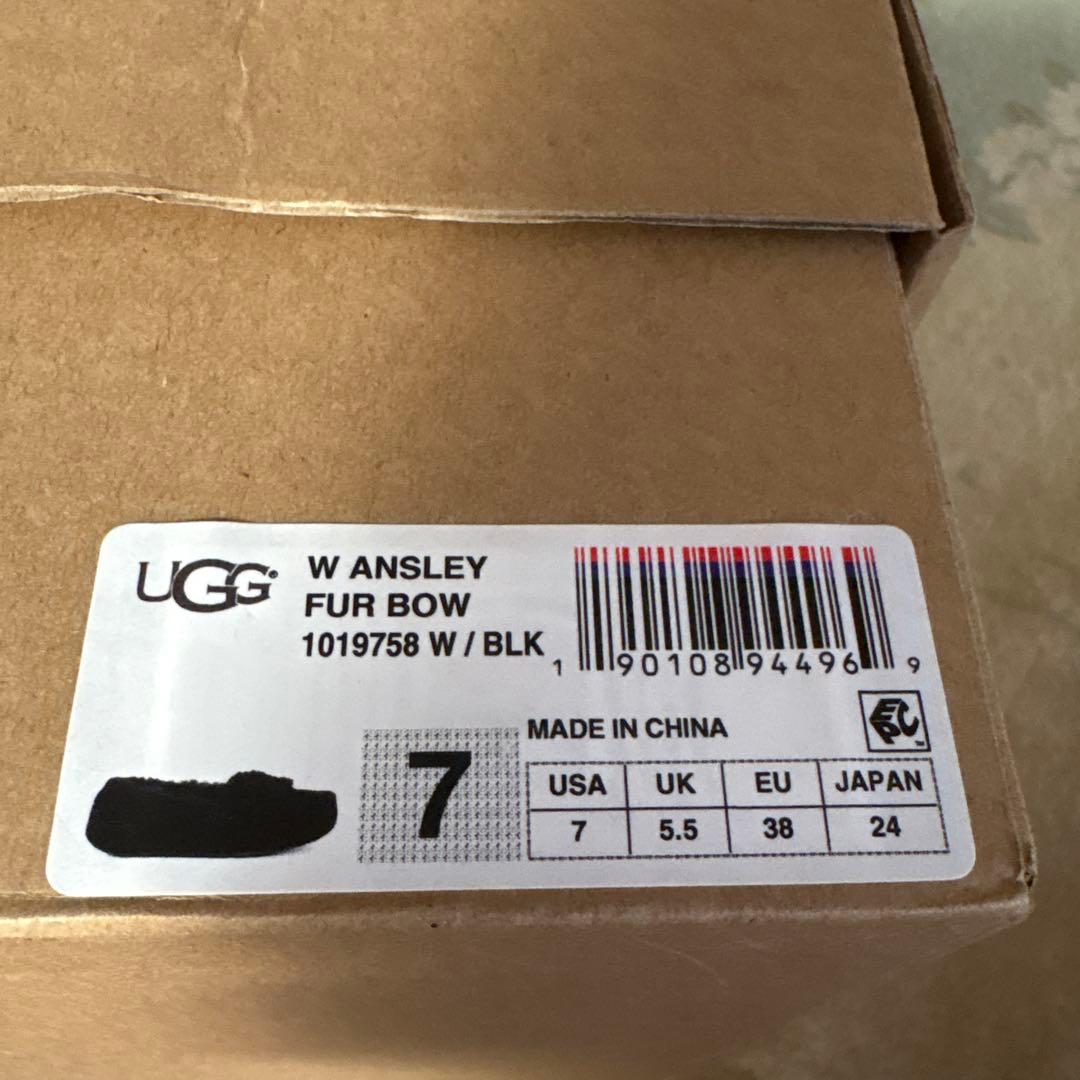 UGG®
W ANSLEY
FUR BOW
1019758 W / BLK
1 90108 94496 9
MADE IN CHINA
EPC™
7
USA UK EU JAPAN
7 5.5 38 24